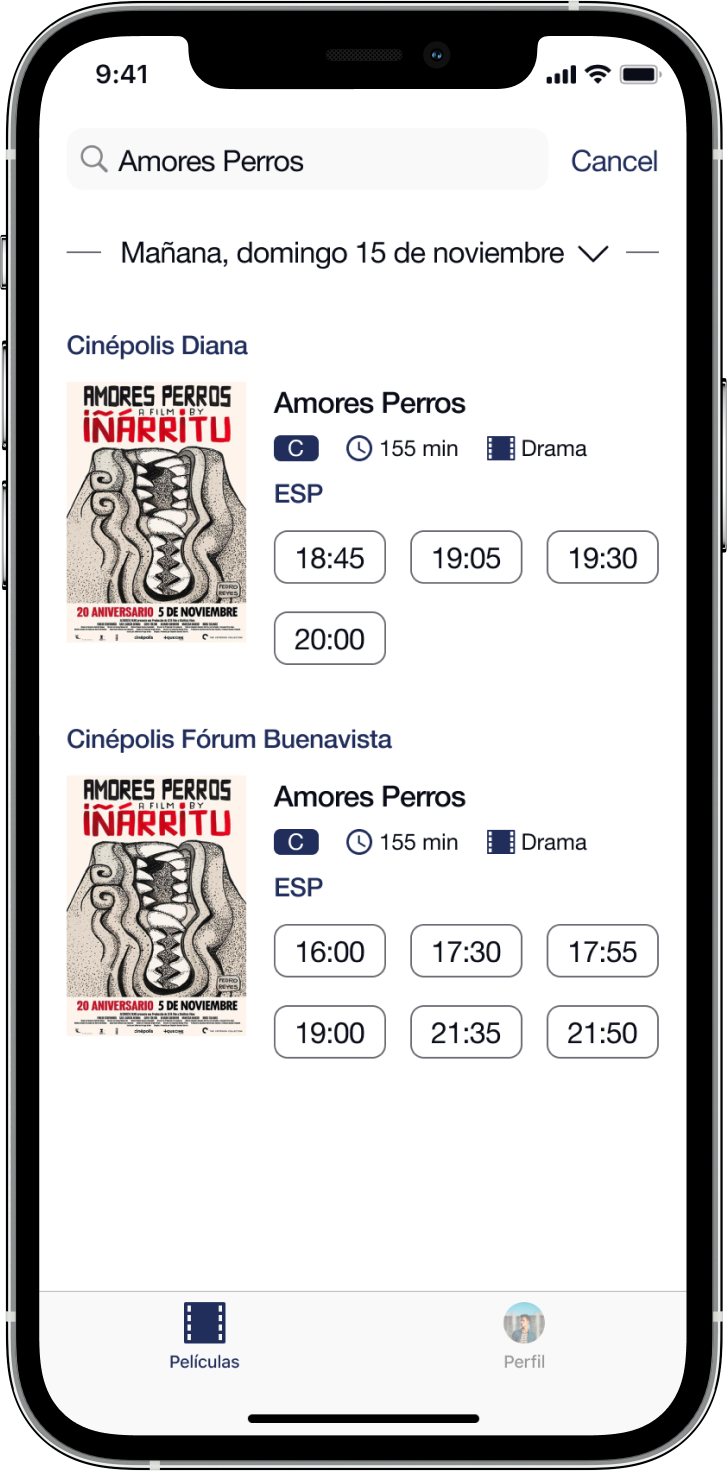 9:41
Amores Perros
Cancel
Mañana, domingo 15 de noviembre
Cinépolis Diana
AMORES PERROS
A FILM BY
IÑÁRRITU
PEDRO
REYES
20 ANIVERSARIO 5 DE NOVIEMBRE
cinépolis
Amores Perros
C 155 min Drama
ESP
18:45 19:05 19:30
20:00
Cinépolis Fórum Buenavista
AMORES PERROS
A FILM BY
IÑÁRRITU
PEDRO
REYES
20 ANIVERSARIO 5 DE NOVIEMBRE
cinépolis
Amores Perros
C 155 min Drama
ESP
16:00 17:30 17:55
19:00 21:35 21:50
Películas
Perfil